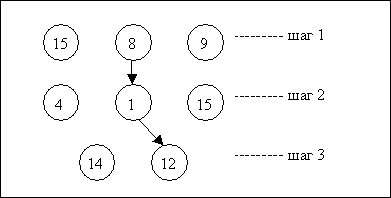 15 8 9 --------- шаг 1
4 1 15 --------- шаг 2
14 12 --------- шаг 3